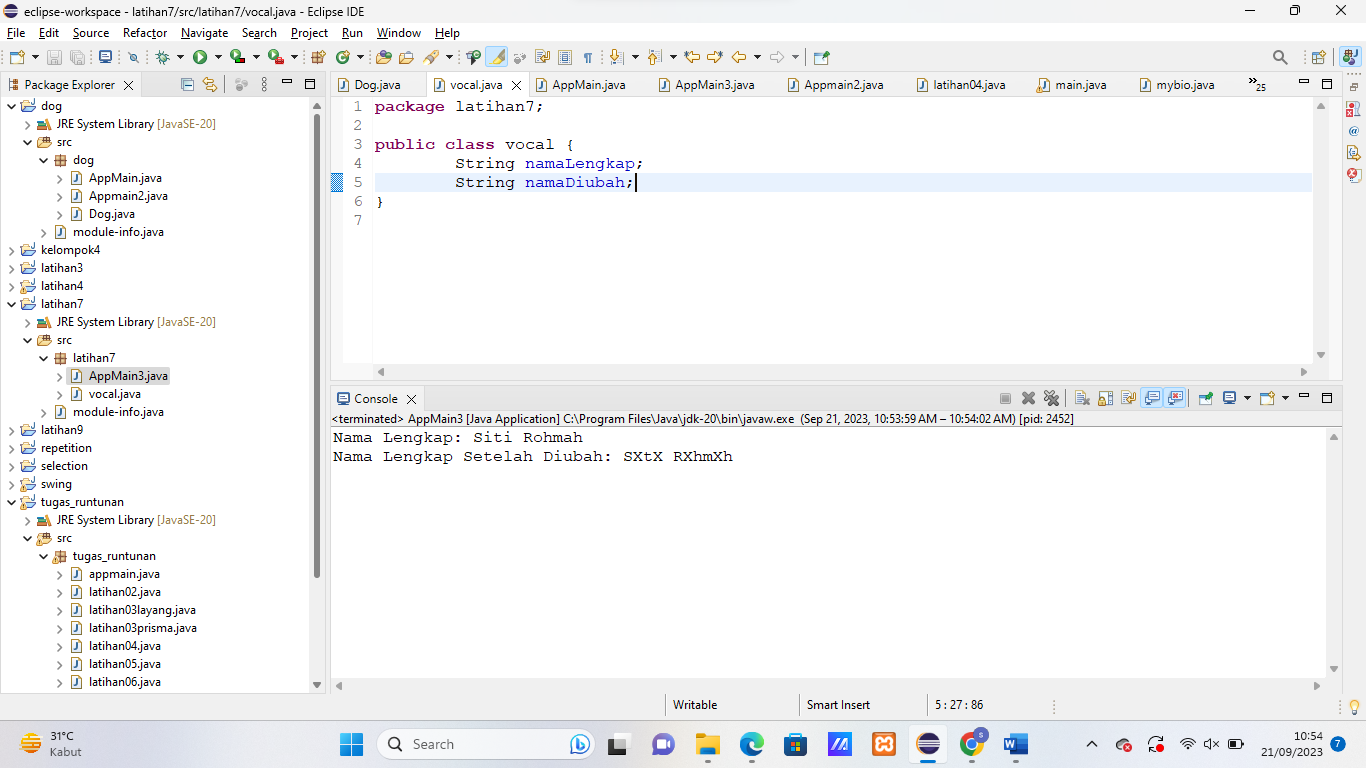 eclipse-workspace - latihan7/src/latihan7/vocal.java - Eclipse IDE
File Edit Source Refactor Navigate Search Project Run Window Help
Package Explorer
dog
JRE System Library [JavaSE-20]
src
dog
AppMain.java
Appmain2.java
Dog.java
module-info.java
kelompok4
latihan3
latihan4
latihan7
JRE System Library [JavaSE-20]
src
latihan7
AppMain3.java
vocal.java
module-info.java
latihan9
repetition
selection
swing
tugas_runtunan
JRE System Library [JavaSE-20]
src
tugas_runtunan
appmain.java
latihan02.java
latihan03layang.java
latihan03prisma.java
latihan04.java
latihan05.java
latihan06.java
Dog.java vocal.java AppMain.java AppMain3.java Appmain2.java latihan04.java main.java mybio.java 25
1 package latihan7;
2
3 public class vocal {
4 String namaLengkap;
5 String namaDiubah;
6 }
7
Console
<terminated> AppMain3 [Java Application] C:\Program Files\Java\jdk-20\bin\javaw.exe (Sep 21, 2023, 10:53:59 AM – 10:54:02 AM) [pid: 2452]
Nama Lengkap: Siti Rohmah
Nama Lengkap Setelah Diubah: SXtX RXhmXh
Writable Smart Insert 5 : 27 : 86
31°C
Kabut
Search
S
10:54
21/09/2023
7